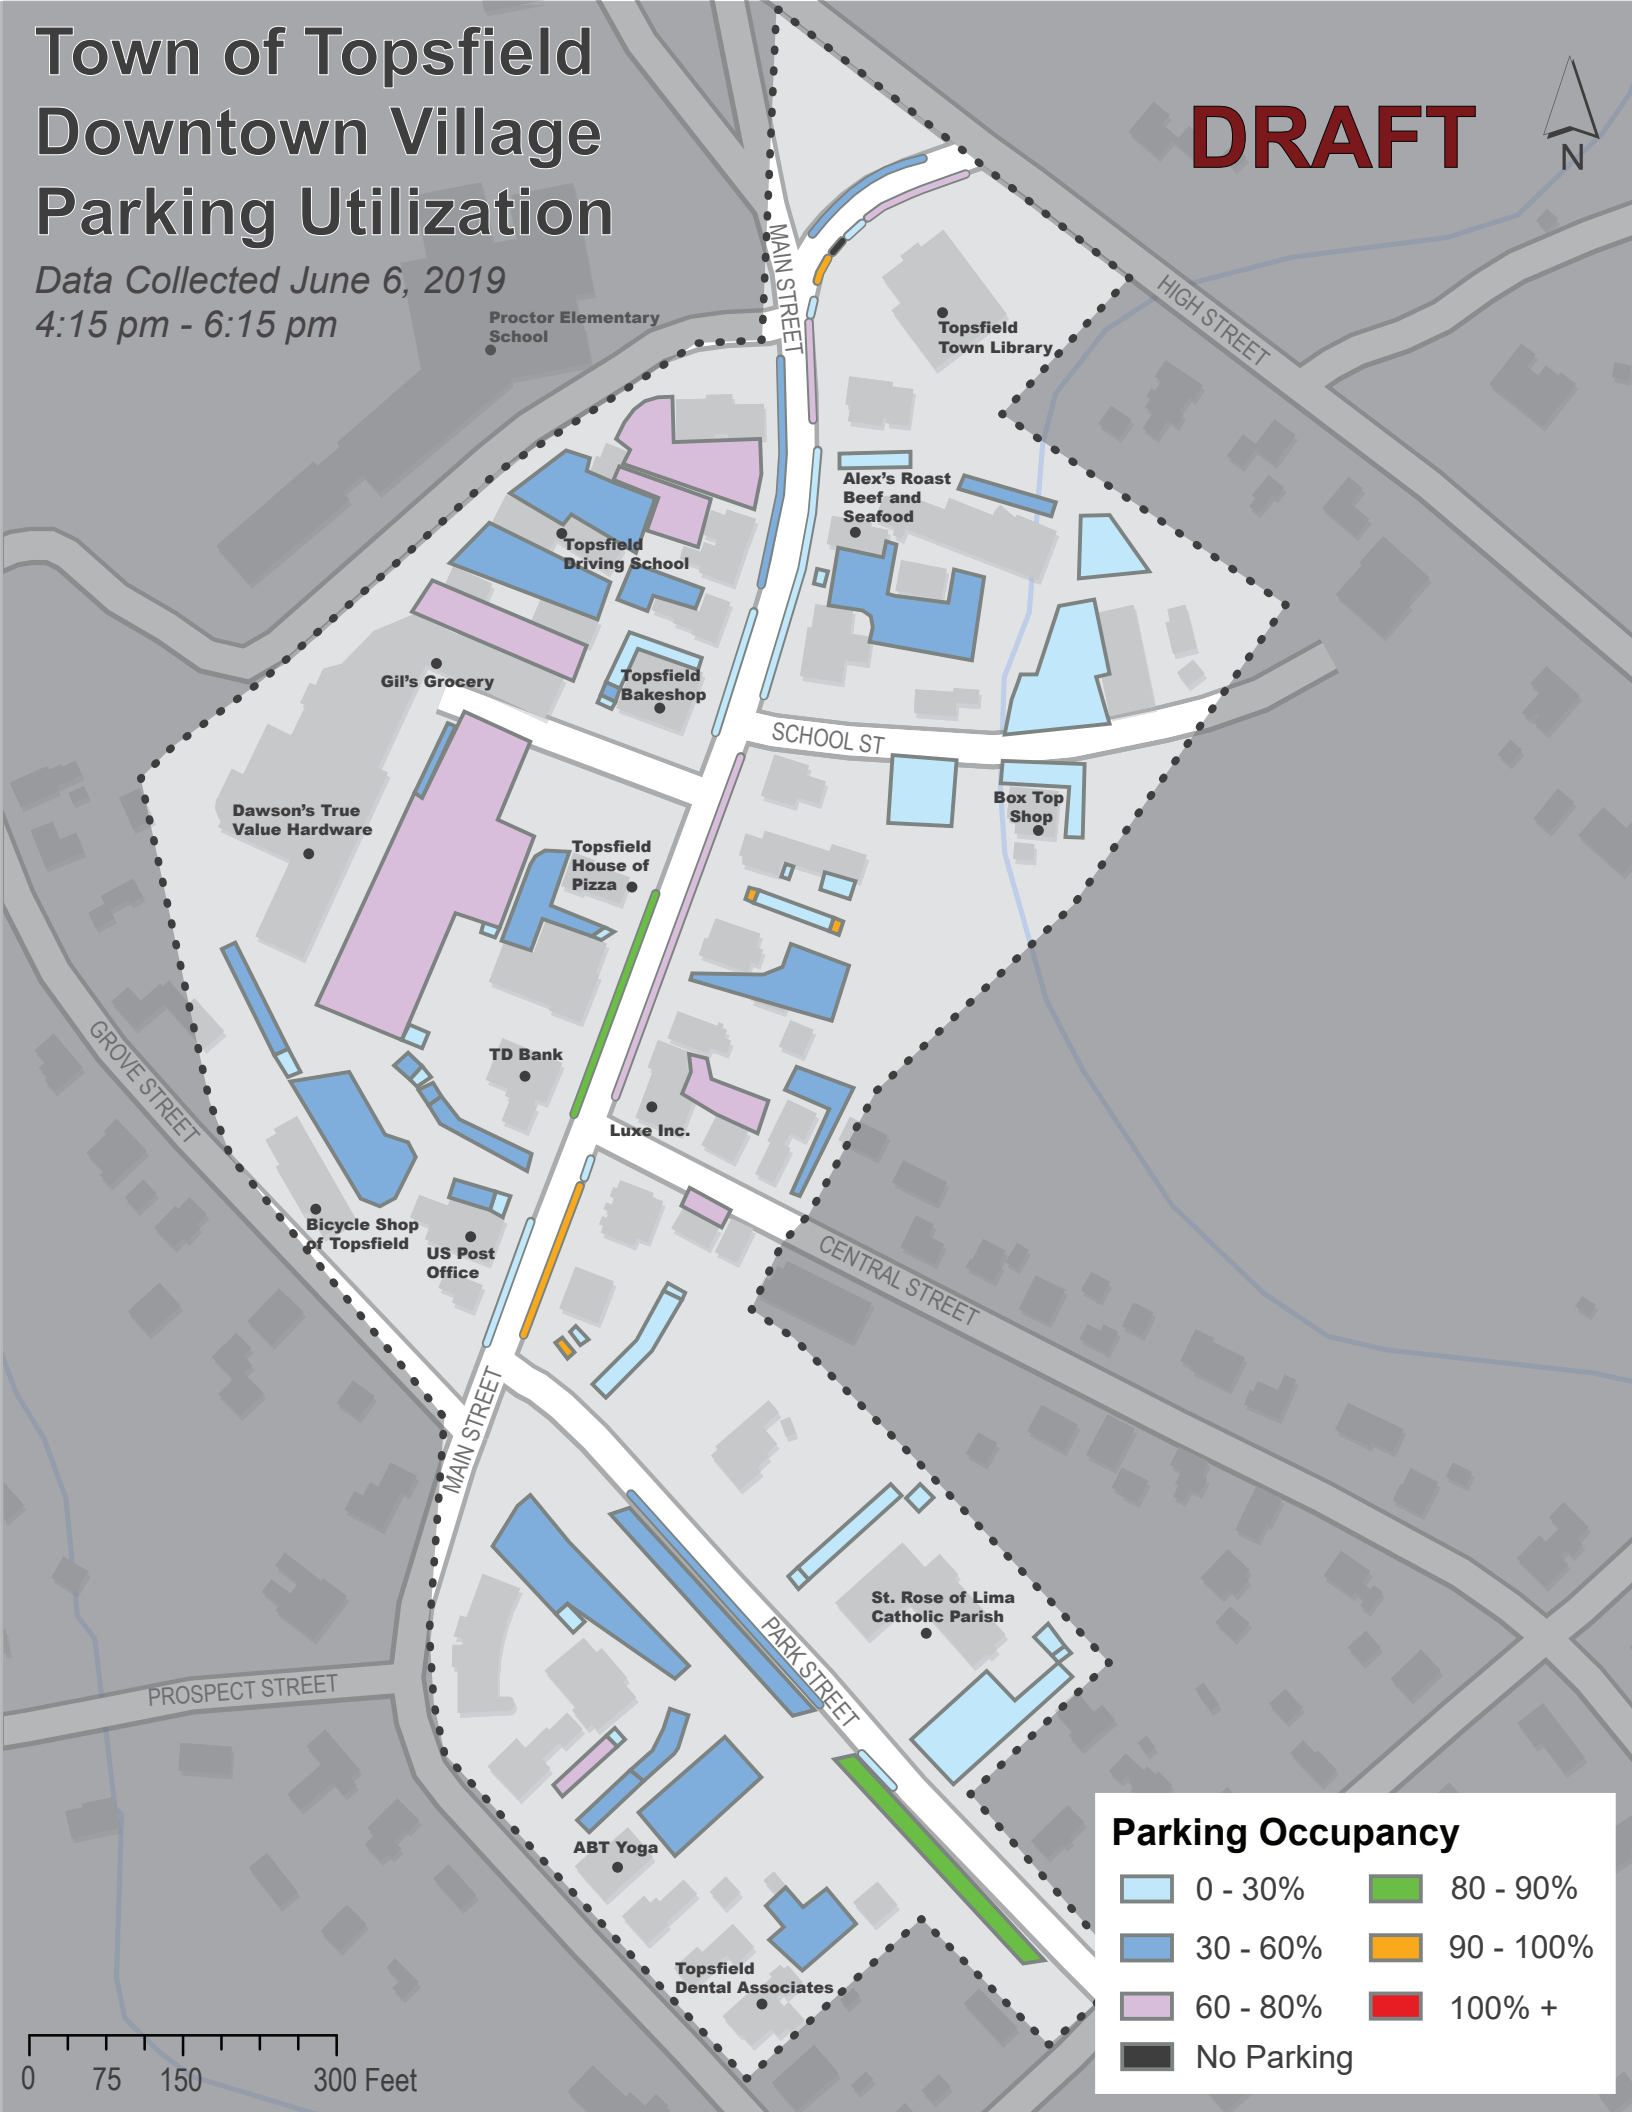 Town of Topsfield
Downtown Village
Parking Utilization
Data Collected June 6, 2019
4:15 pm - 6:15 pm
DRAFT
N
Proctor Elementary
School
MAIN STREET
HIGH STREET
Topsfield
Town Library
Alex's Roast
Beef and
Seafood
Topsfield
Driving School
Gil's Grocery
Topsfield
Bakeshop
SCHOOL ST
Box Top
Shop
Dawson's True
Value Hardware
Topsfield
House of
Pizza
GROVE STREET
TD Bank
Luxe Inc.
Bicycle Shop
of Topsfield
US Post
Office
CENTRAL STREET
MAIN STREET
St. Rose of Lima
Catholic Parish
PARK STREET
PROSPECT STREET
ABT Yoga
Topsfield
Dental Associates
Parking Occupancy
0 - 30%
30 - 60%
60 - 80%
No Parking
80 - 90%
90 - 100%
100% +
0 75 150 300 Feet